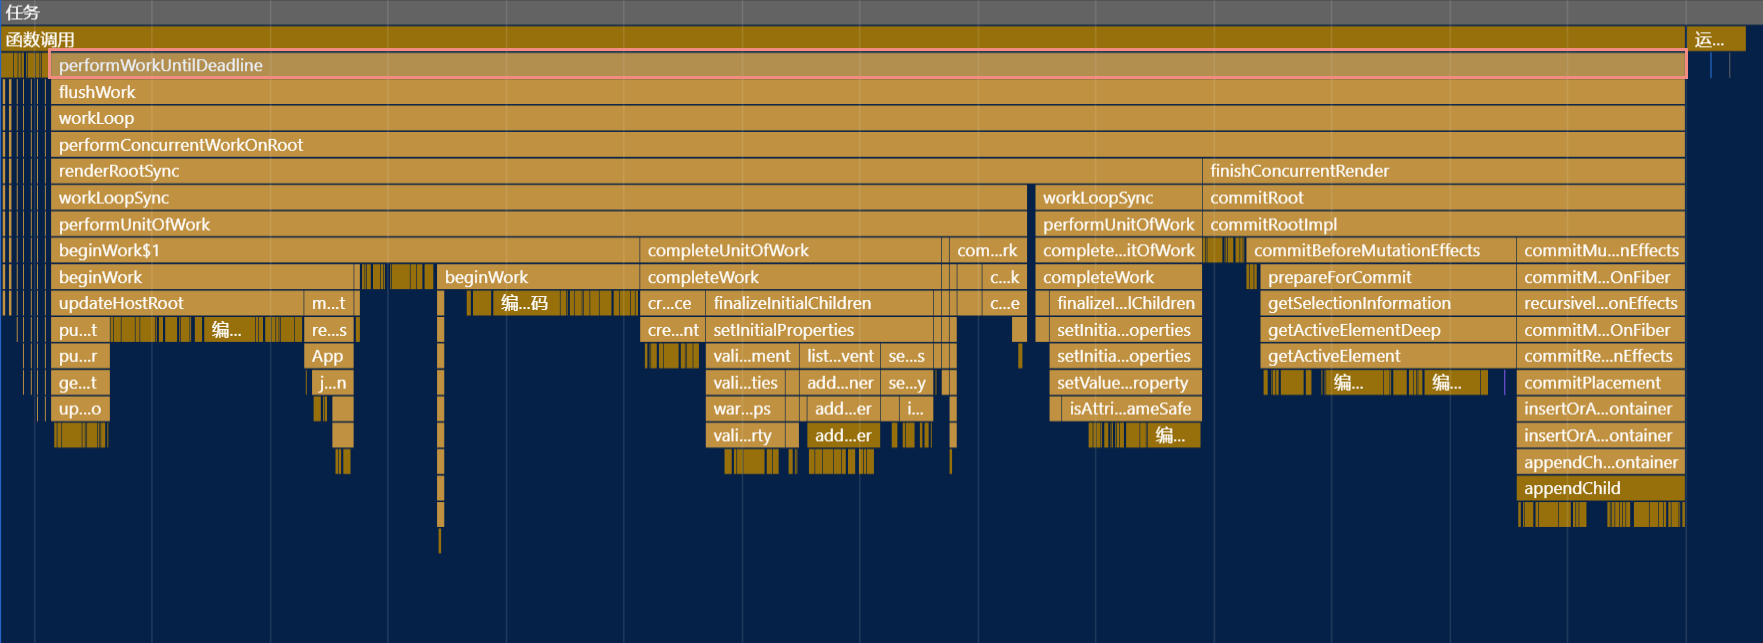 任务
函数调用 运...
performWorkUntilDeadline
flushWork
workLoop
performConcurrentWorkOnRoot
renderRootSync finishConcurrentRender
workLoopSync workLoopSync commitRoot
performUnitOfWork performUnitOfWork commitRootImpl
beginWork$1 completeUnitOfWork com...rk complete...itOfWork commitBeforeMutationEffects commitMu...nEffects
beginWork beginWork completeWork c...k completeWork prepareForCommit commitM...OnFiber
updateHostRoot m...t 编...码 cr...ce finalizeInitialChildren c...e finalizeI...lChildren getSelectionInformation recursivel...onEffects
pu...t 编... re...s cre...nt setInitialProperties setInitia...operties getActiveElementDeep commitM...OnFiber
pu...r App vali...ment list...vent se...s setInitia...operties getActiveElement commitRe...nEffects
ge...t j...n vali...ties add...ner se...y setValue...roperty 编... 编... commitPlacement
up...o war...ps add...er i... isAttri...ameSafe insertOrA...ontainer
vali...rty add...er 编... insertOrA...ontainer
appendCh...ontainer
appendChild